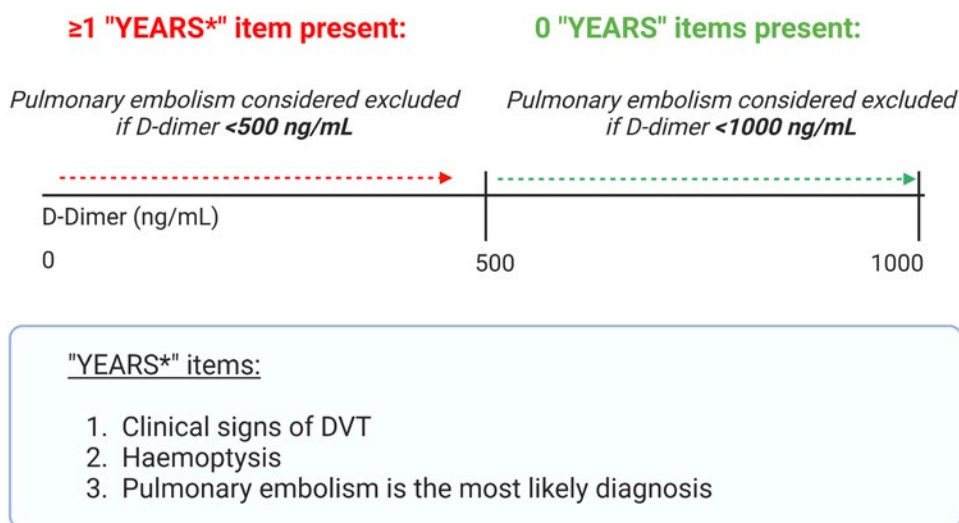 ≥1 "YEARS*" item present:
0 "YEARS" items present:
Pulmonary embolism considered excluded
if D-dimer <500 ng/mL
Pulmonary embolism considered excluded
if D-dimer <1000 ng/mL
D-Dimer (ng/mL)
0
500
1000
"YEARS*" items:
1. Clinical signs of DVT
2. Haemoptysis
3. Pulmonary embolism is the most likely diagnosis